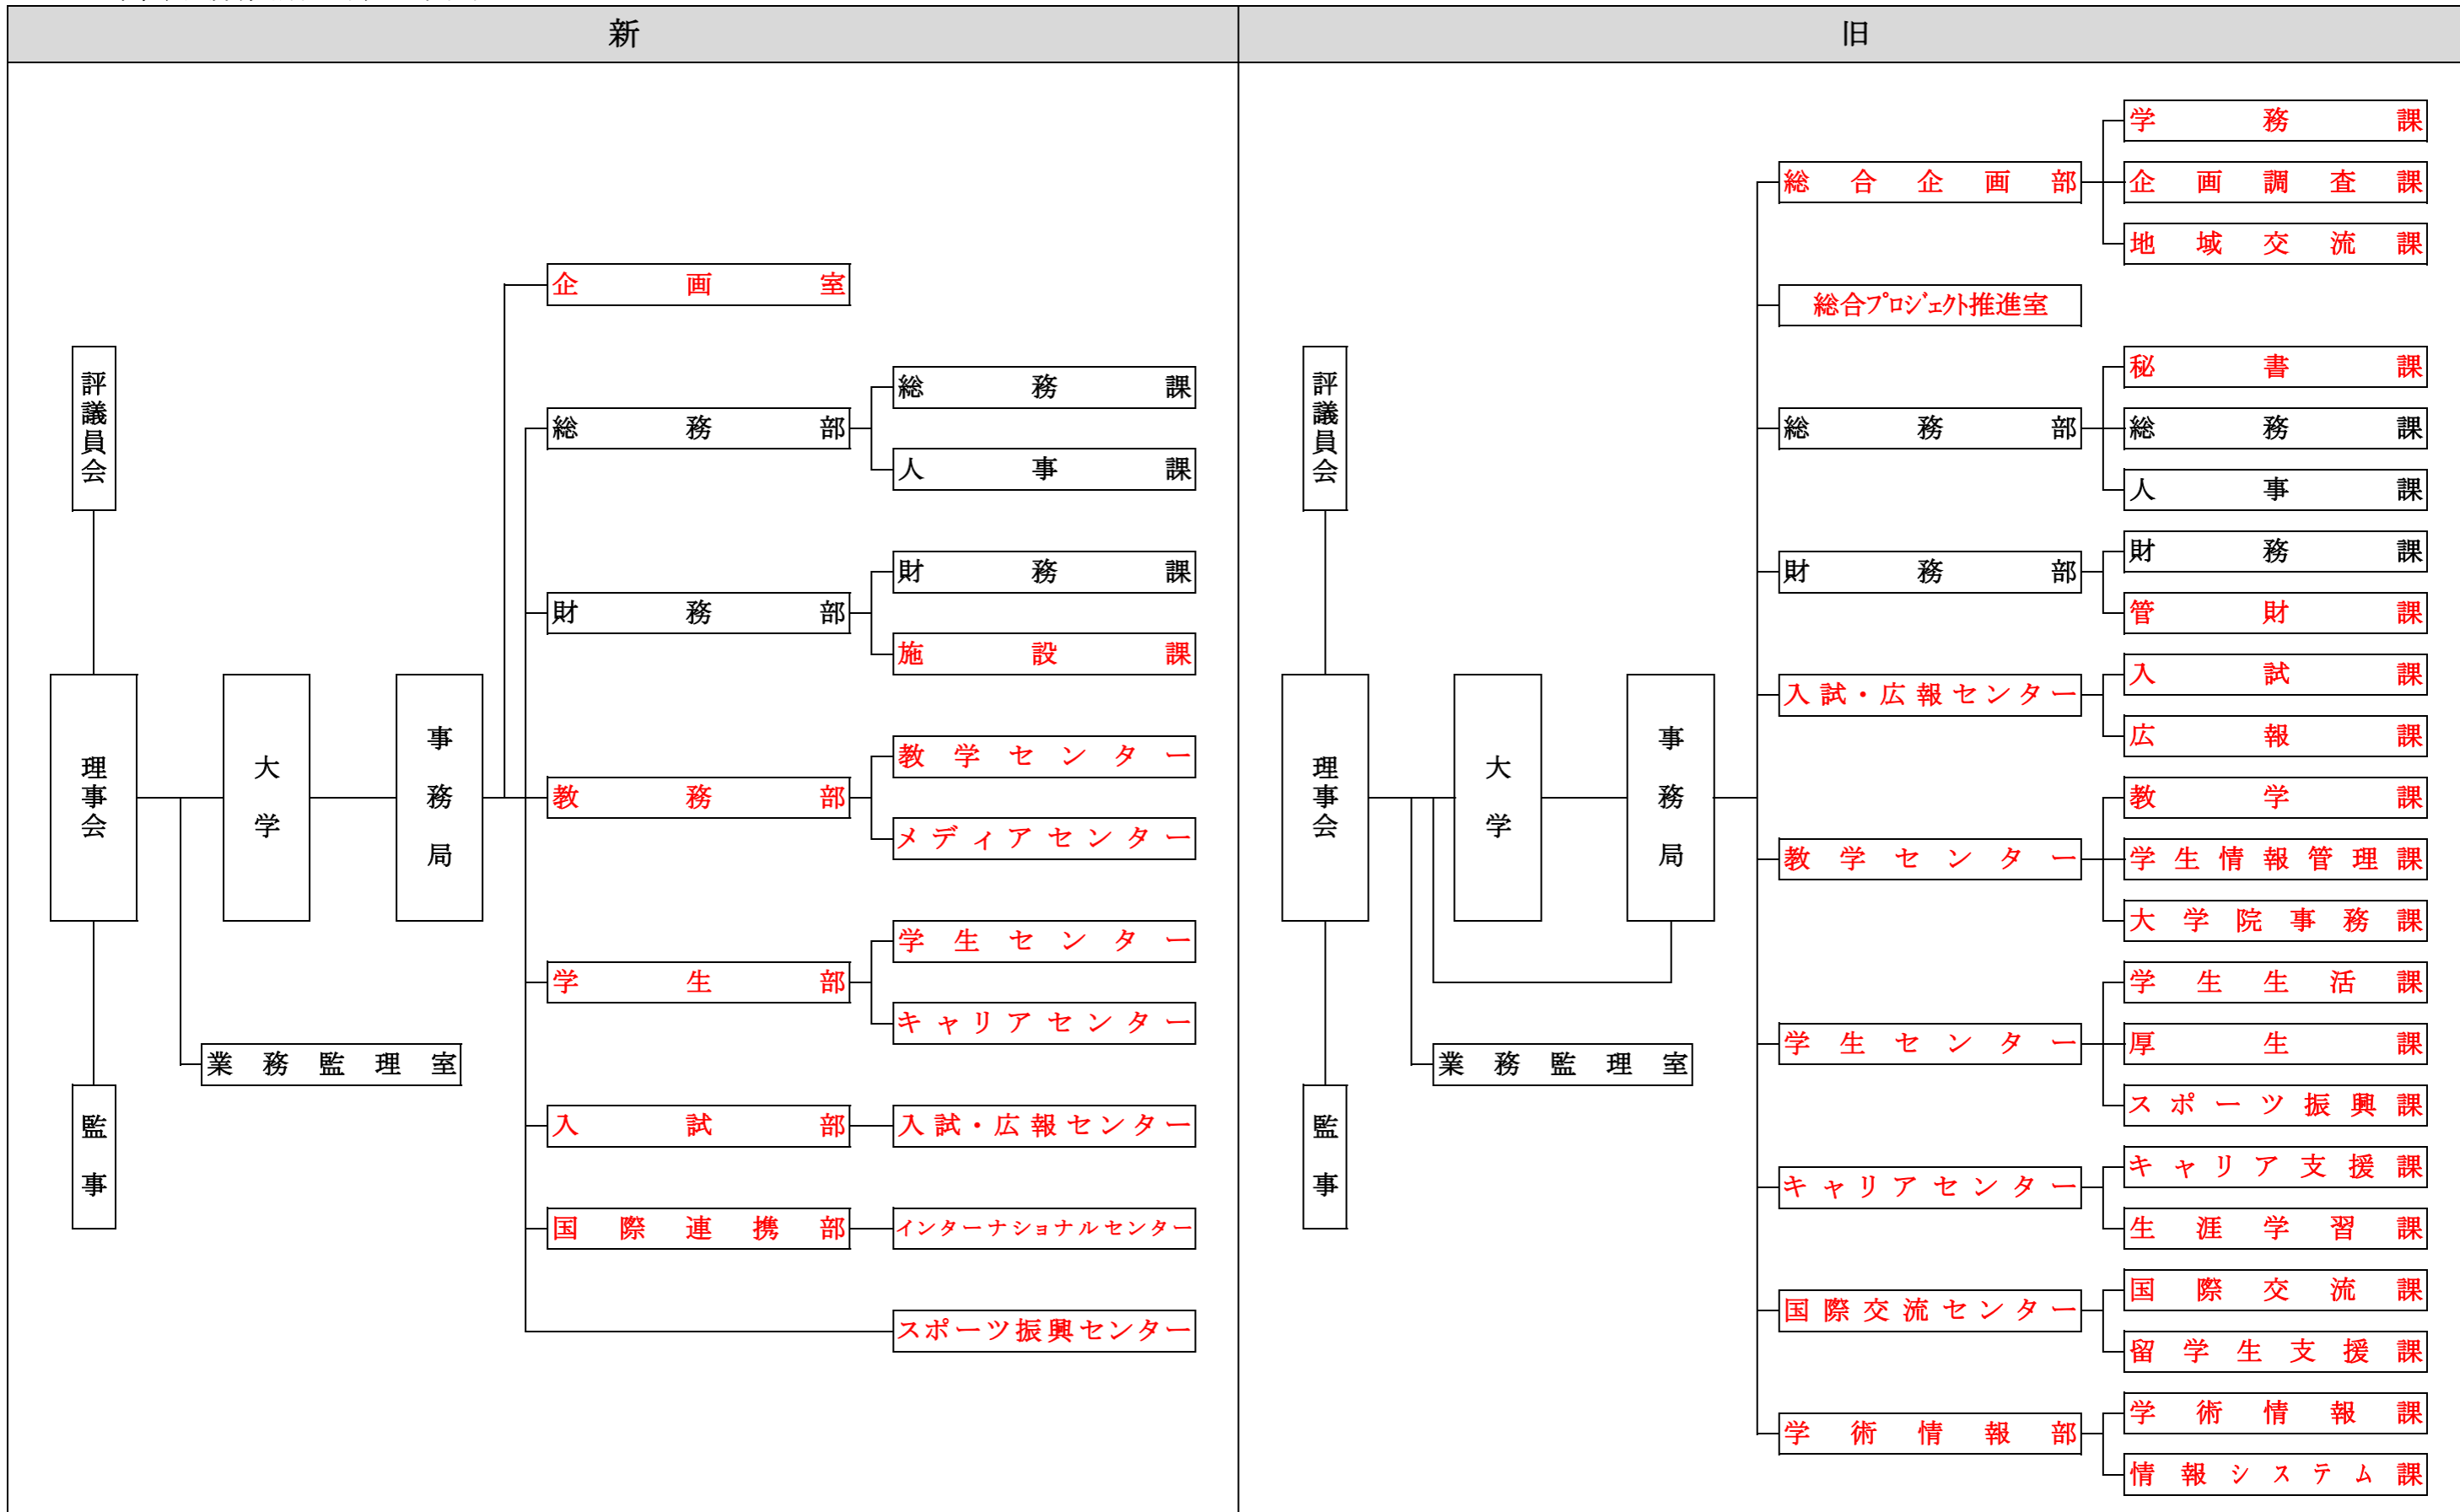 新
企画室
評議員会
総務部
総務課
人事課
財務部
財務課
施設課
理事会
大学
事務局
教務部
教学センター
メディアセンター
学生部
学生センター
キャリアセンター
業務監理室
監事
入試部
入試・広報センター
国際連携部
インターナショナルセンター
スポーツ振興センター
旧
総合企画部
学務課
企画調査課
地域交流課
総合プロジェクト推進室
評議員会
総務部
秘書課
総務課
人事課
財務部
財務課
管財課
理事会
大学
事務局
入試・広報センター
入試課
広報課
教学センター
教学課
学生情報管理課
大学院事務課
学生センター
学生生活課
厚生課
スポーツ振興課
業務監理室
監事
キャリアセンター
キャリア支援課
生涯学習課
国際交流センター
国際交流課
留学生支援課
学術情報部
学術情報課
情報システム課